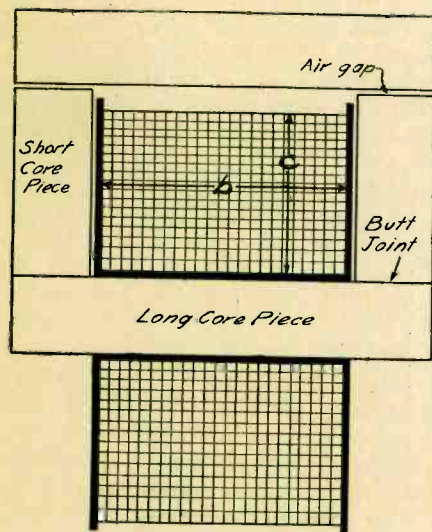 Air gap
Short
Core
Piece
c
b
Butt
Joint
Long Core Piece